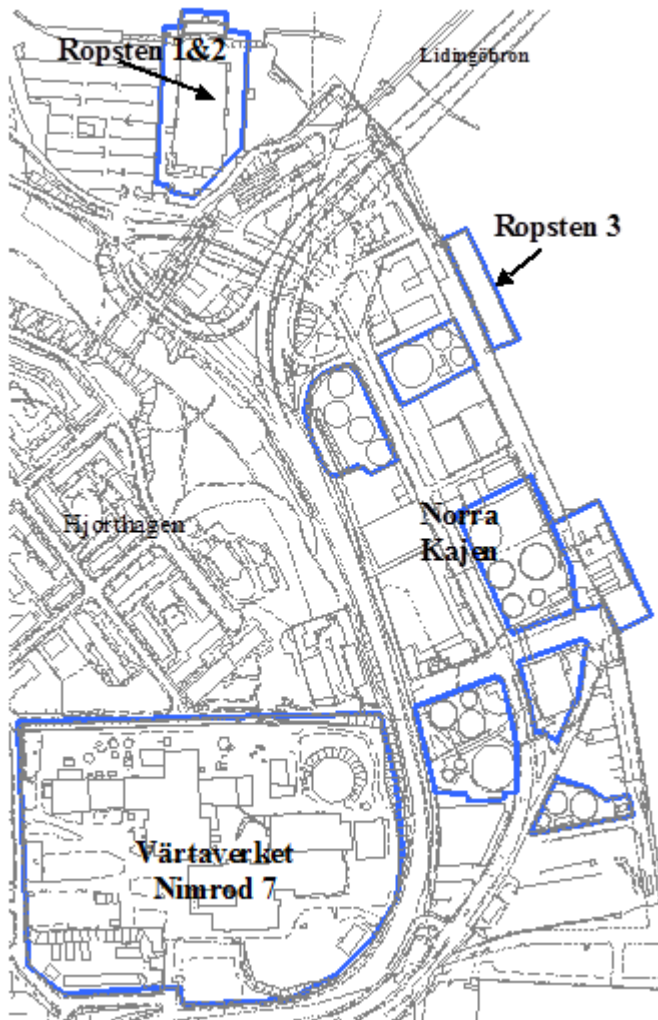 Ropsten 1&2
Lidingöbron
Ropsten 3
Norra
Kajen
Hjorthagen
Värtaverket
Nimrod 7